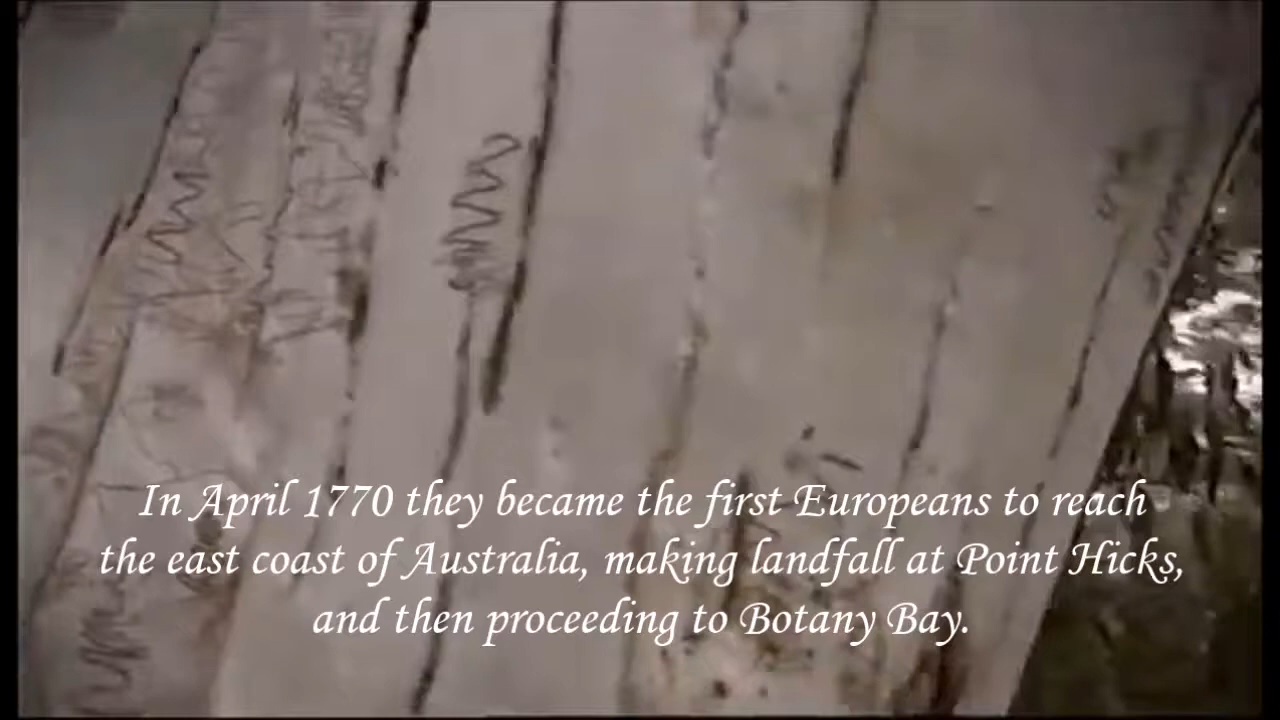 In April 1770 they became the first Europeans to reach
the east coast of Australia, making landfall at Point Hicks,
and then proceeding to Botany Bay.